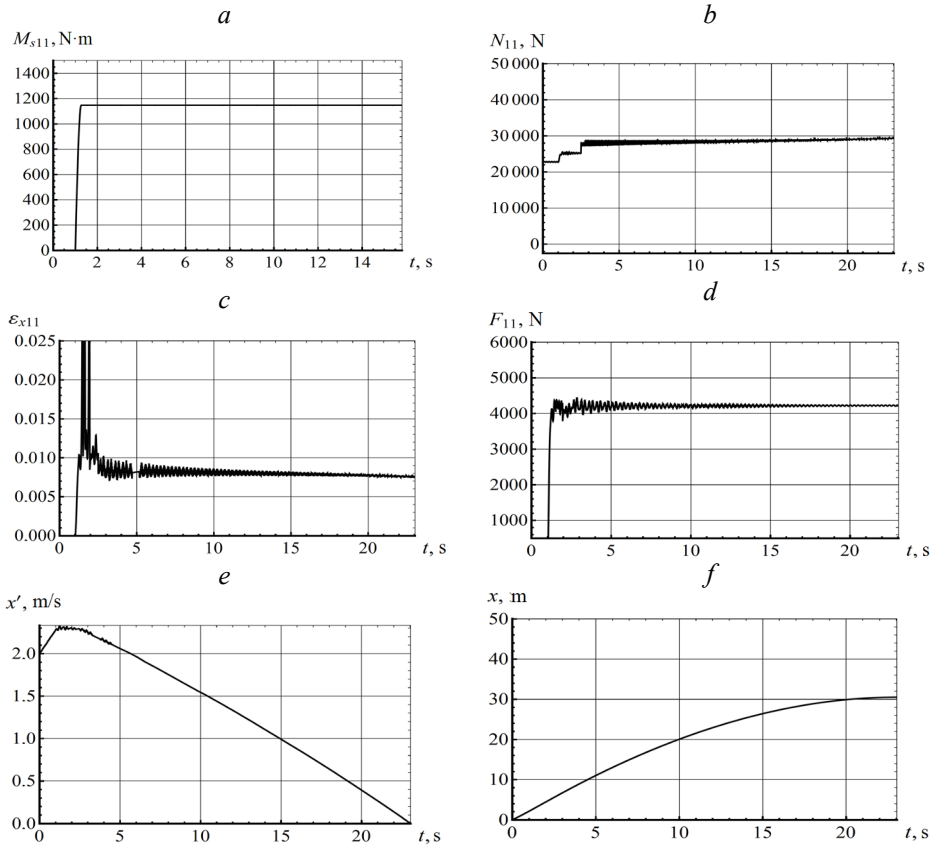 a
M_s11, N·m
1400
1200
1000
800
600
400
200
0
2 4 6 8 10 12 14 t, s
b
N_11, N
50 000
40 000
30 000
20 000
10 000
0
0 5 10 15 20 t, s
c
ε_x11
0.025
0.020
0.015
0.010
0.005
0.000
0 5 10 15 20 t, s
d
F_11, N
6000
5000
4000
3000
2000
1000
0 5 10 15 20 t, s
e
x′, m/s
2.0
1.5
1.0
0.5
0.0
0 5 10 15 20 t, s
f
x, m
50
40
30
20
10
0
0 5 10 15 20 t, s